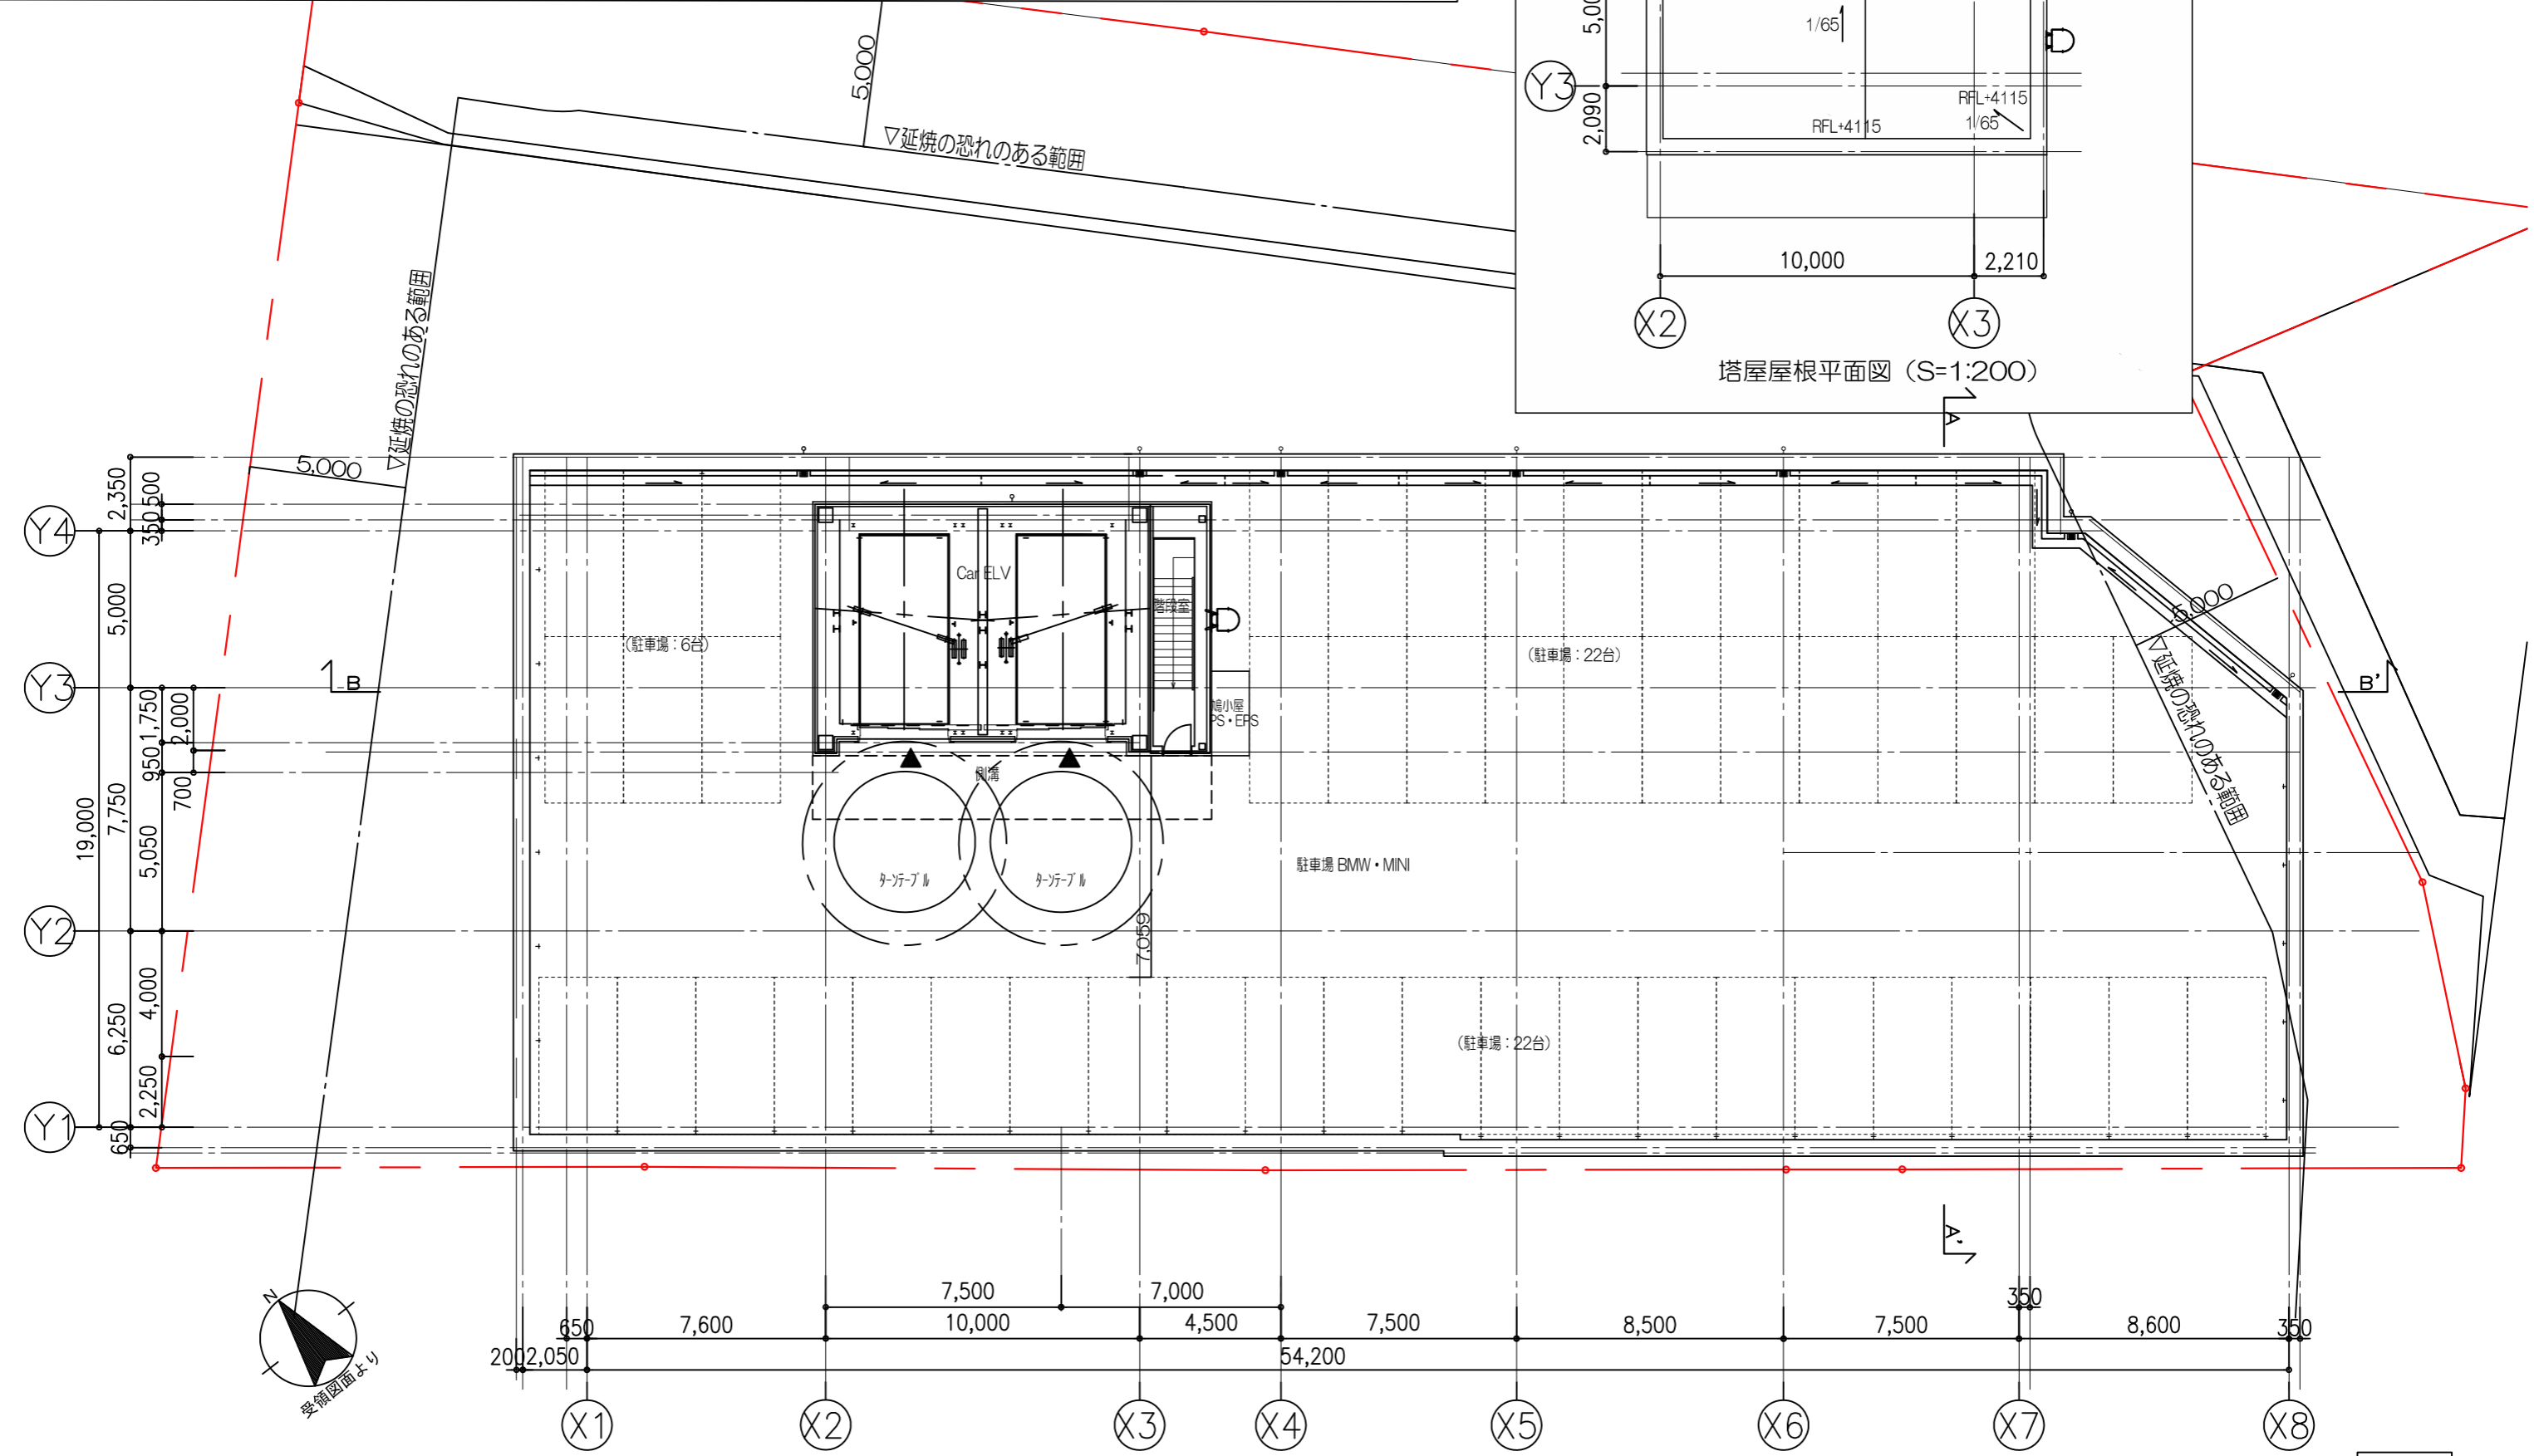 5,00
1/65
Y3
2,090
RFL+4115
1/65
RFL+4115
10,000
2,210
X2
X3
塔屋屋根平面図（S=1:200）
5,000
▽延焼の恐れのある範囲
▽延焼の恐れのある範囲
5,000
A
2,350
500
350
Y4
5,000
Car ELV
階段室
5,000
（駐車場：6台）
（駐車場：22台）
▽延焼の恐れのある範囲
Y3
B
B'
1,750
2,000
鳩小屋
PS・EPS
950
700
側溝
19,000
7,750
5,050
ターンテーブル
ターンテーブル
駐車場 BMW・MINI
Y2
7,059
4,000
6,250
（駐車場：22台）
2,250
Y1
650
A'
N
受領図面より
7,500
7,000
350
650
7,600
10,000
4,500
7,500
8,500
7,500
8,600
350
200
2,050
54,200
X1
X2
X3
X4
X5
X6
X7
X8